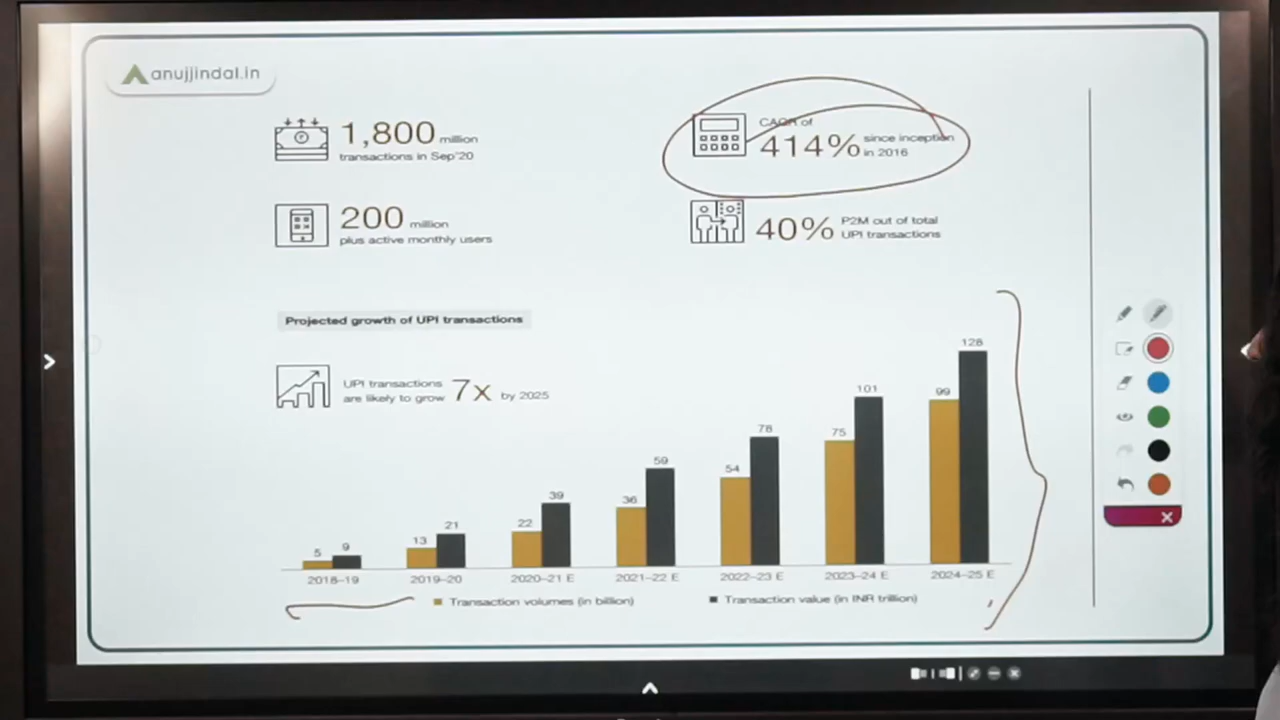 anujjindal.in
1,800 million
transactions in Sep'20
CAGR of
414% since inception
in 2016
200 million
plus active monthly users
40% P2M out of total
UPI transactions
Projected growth of UPI transactions
UPI transactions
are likely to grow 7x by 2025
5 9 13 21 22 39 36 59 54 78 75 101 99 128
2018–19 2019–20 2020–21 E 2021–22 E 2022–23 E 2023–24 E 2024–25 E
Transaction volumes (in billion) Transaction value (in INR trillion)